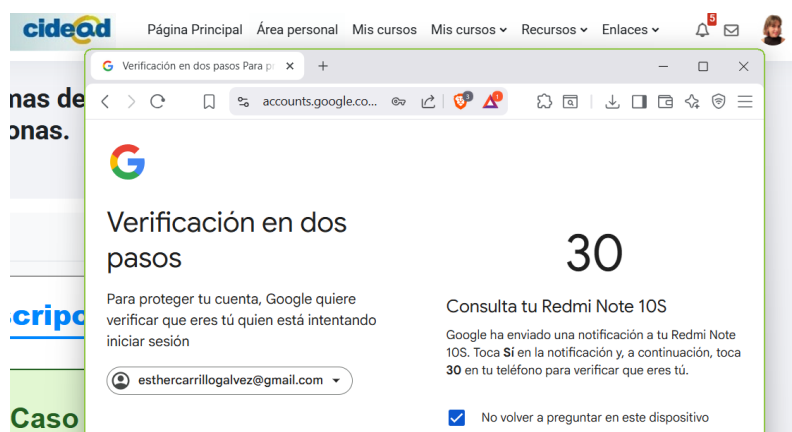 cidead
Página Principal Área personal Mis cursos Mis cursos Recursos Enlaces
5
Verificación en dos pasos Para pr
accounts.google.co...
3
1
mas de
onas.
Verificación en dos
pasos
Para proteger tu cuenta, Google quiere
verificar que eres tú quien está intentando
iniciar sesión
esthercarrillogalvez@gmail.com
30
Consulta tu Redmi Note 10S
Google ha enviado una notificación a tu Redmi Note
10S. Toca Sí en la notificación y, a continuación, toca
30 en tu teléfono para verificar que eres tú.
No volver a preguntar en este dispositivo
cripc
Caso